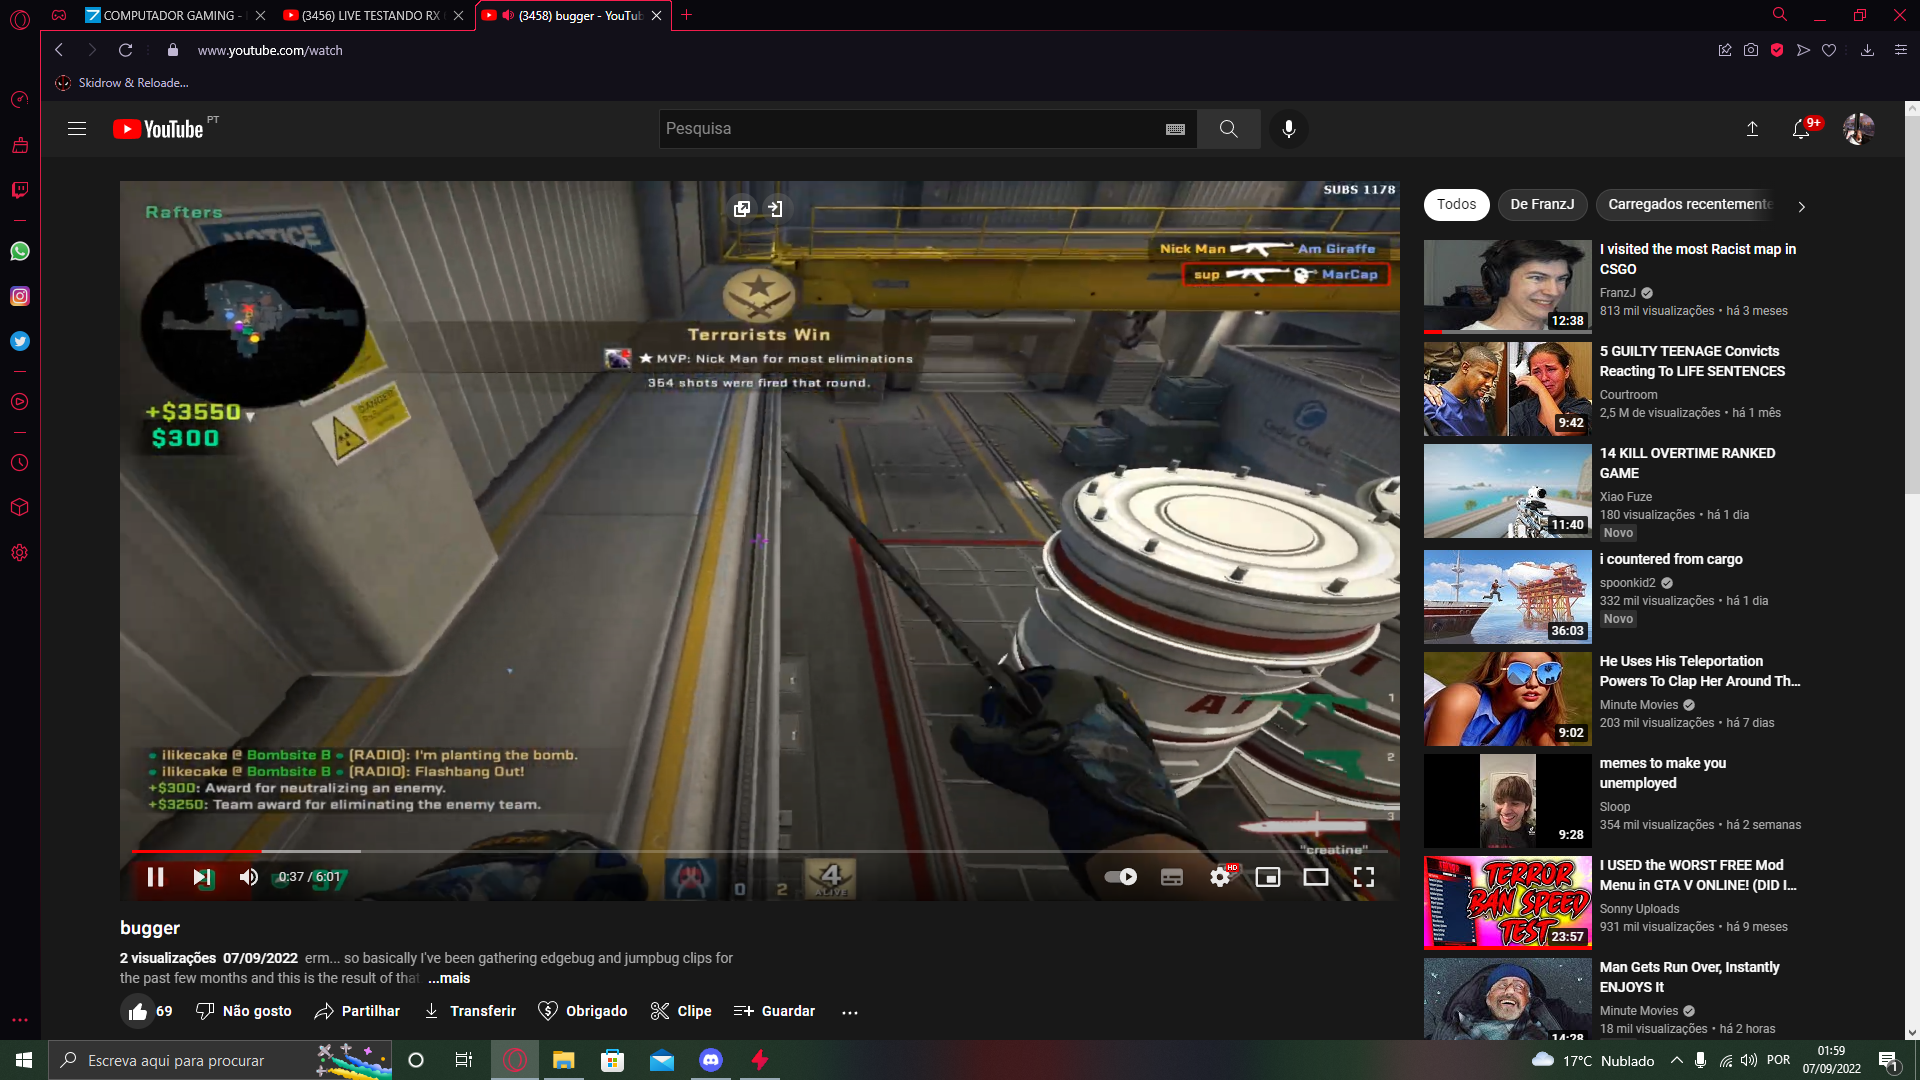 COMPUTADOR GAMING -
(3456) LIVE TESTANDO RX
(3458) bugger - YouTub
www.youtube.com/watch
Skidrow & Reloade...
YouTube PT
Pesquisa
9+
SUBS 1178
Rafters
NOTICE
Nick Man Am Giraffe
sup MarCap
Terrorists Win
★ MVP: Nick Man for most eliminations
354 shots were fired that round.
+$3550
$300
DANGER
ilikecake @ Bombsite B • (RADIO): I'm planting the bomb.
ilikecake @ Bombsite B • (RADIO): Flashbang Out!
+$300: Award for neutralizing an enemy.
+$3250: Team award for eliminating the enemy team.
1
2
3
"creatine"
0:37 / 6:01
0
2
4
ALIVE
HD
bugger
2 visualizações 07/09/2022 erm... so basically I've been gathering edgebug and jumpbug clips for
the past few months and this is the result of that ...mais
69 Não gosto Partilhar Transferir Obrigado Clipe Guardar ...
Todos De FranzJ Carregados recentemente
I visited the most Racist map in
CSGO
FranzJ
813 mil visualizações • há 3 meses
12:38
5 GUILTY TEENAGE Convicts
Reacting To LIFE SENTENCES
Courtroom
2,5 M de visualizações • há 1 mês
9:42
14 KILL OVERTIME RANKED
GAME
Xiao Fuze
180 visualizações • há 1 dia
Novo
11:40
i countered from cargo
spoonkid2
332 mil visualizações • há 1 dia
Novo
36:03
He Uses His Teleportation
Powers To Clap Her Around Th...
Minute Movies
203 mil visualizações • há 7 dias
9:02
memes to make you
unemployed
Sloop
354 mil visualizações • há 2 semanas
9:28
I USED the WORST FREE Mod
Menu in GTA V ONLINE! (DID I...
Sonny Uploads
931 mil visualizações • há 9 meses
TERROR
BAN SPEED
TEST
23:57
Man Gets Run Over, Instantly
ENJOYS It
Minute Movies
18 mil visualizações • há 2 horas
14:28
Escreva aqui para procurar
17°C Nublado
POR
01:59
07/09/2022
1